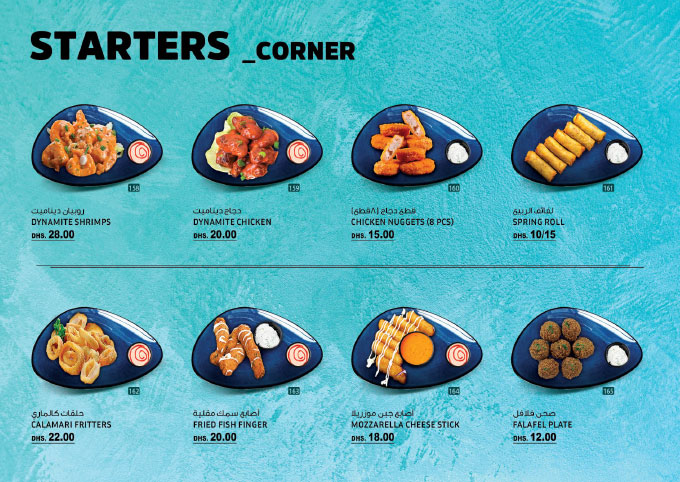 STARTERS _CORNER
158
روبيان ديناميت
DYNAMITE SHRIMPS
DHS. 28.00
159
دجاج ديناميت
DYNAMITE CHICKEN
DHS. 20.00
160
قطع دجاج (٨ قطع)
CHICKEN NUGGETS (8 PCS)
DHS. 15.00
161
لفائف الربيع
SPRING ROLL
DHS. 10/15
162
حلقات كالماري
CALAMARI FRITTERS
DHS. 22.00
163
أصابع سمك مقلية
FRIED FISH FINGER
DHS. 20.00
164
أصابع جبن موزريلا
MOZZARELLA CHEESE STICK
DHS. 18.00
165
صحن فلافل
FALAFEL PLATE
DHS. 12.00